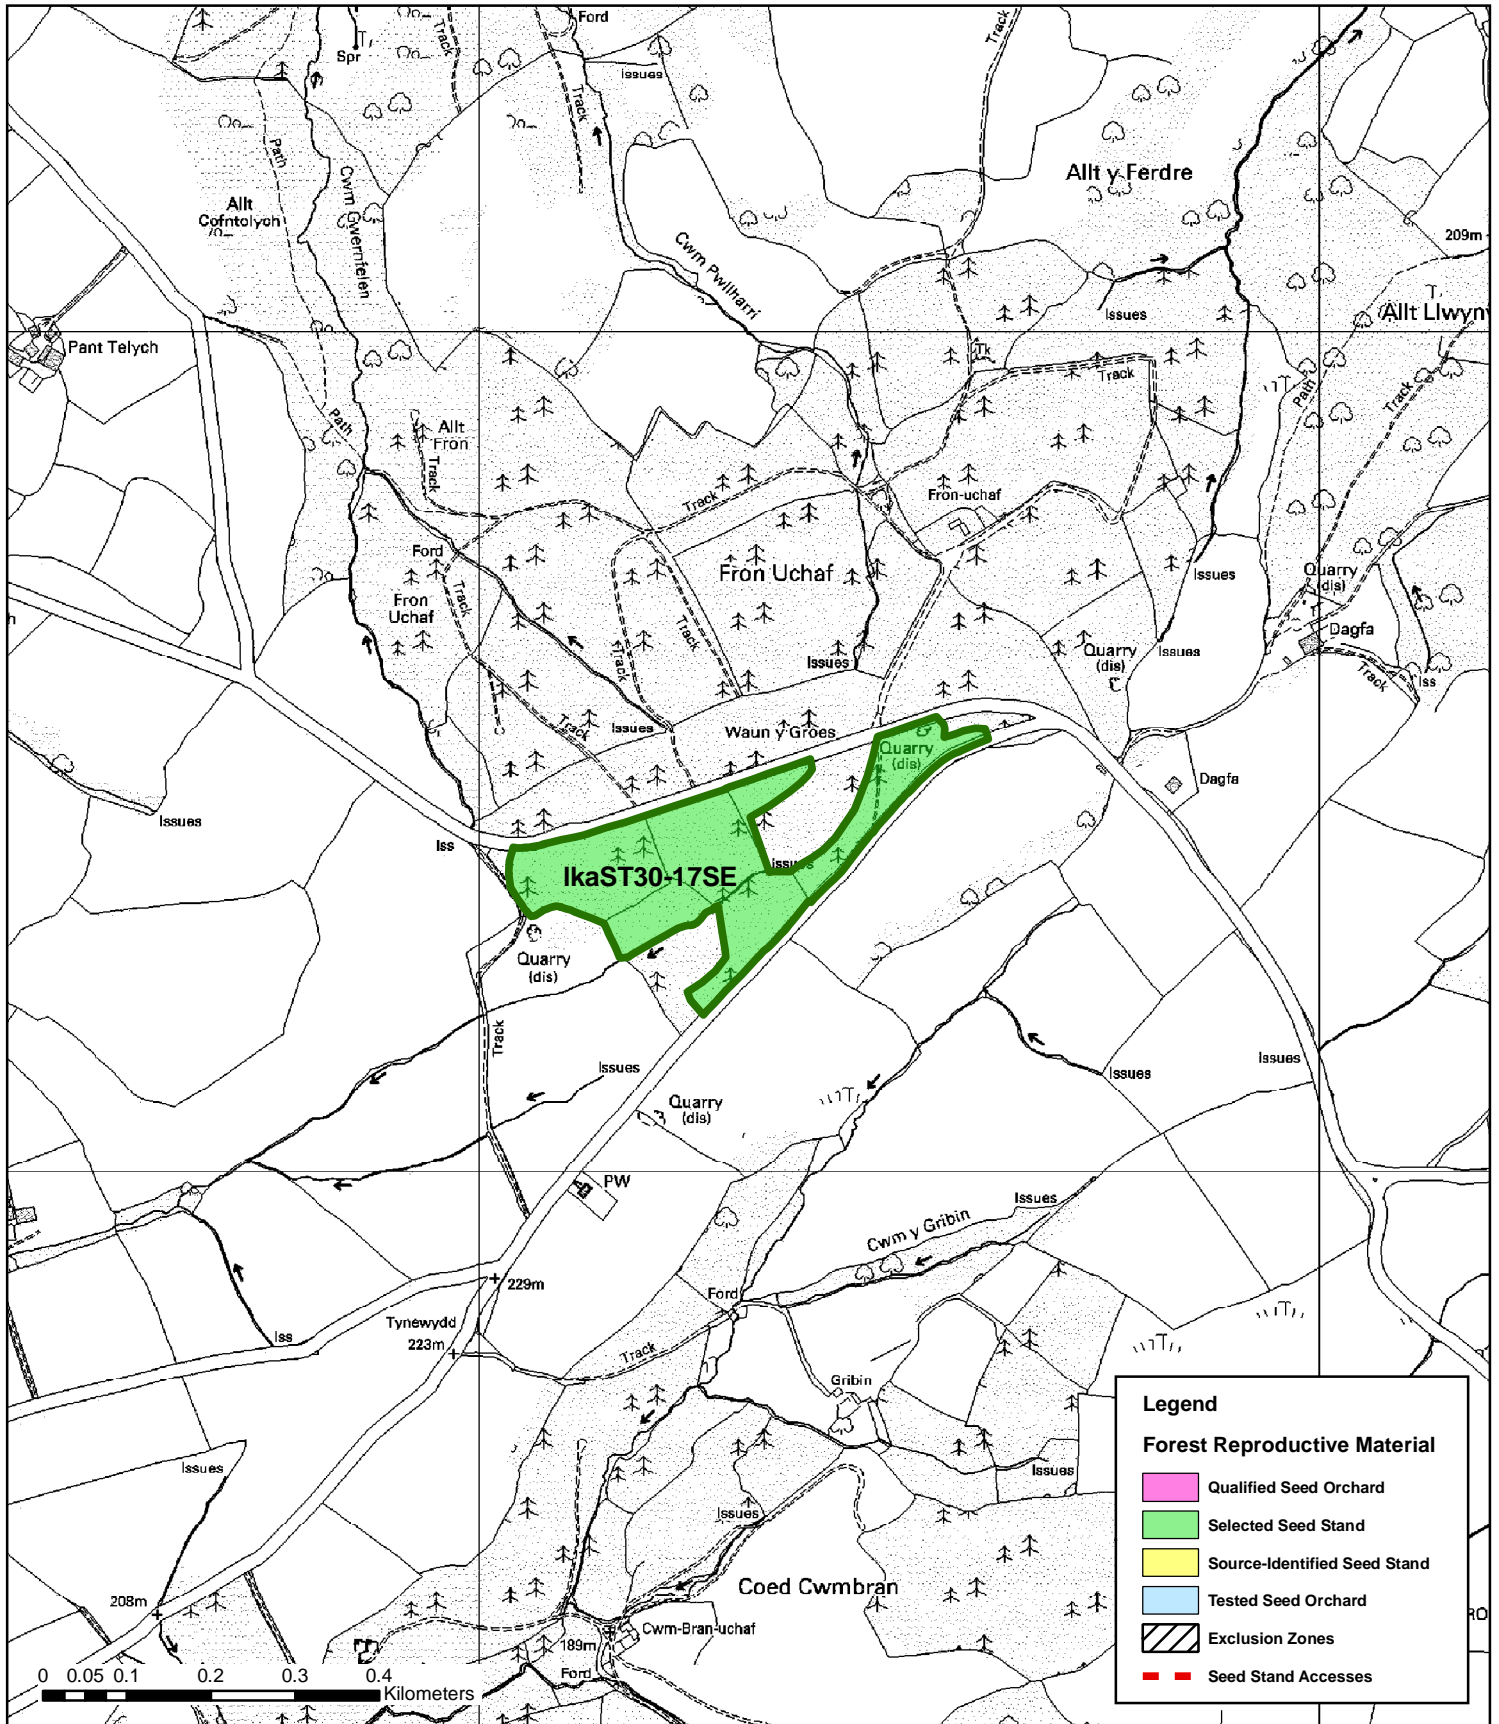 Ford
Track
Track
Spr
Issues
Track
Path
Allt y Ferdre
Allt
Cofntolych
Cwm Gwernfelen
209m
Cwm Pwllharri
Issues
Allt Llwyn
Pant Telych
Tk
Track
Path
Track
Path
Allt
Fron
Track
Track
Fron-uchaf
Ford
Fron Uchaf
Issues
Quarry
(dis)
Fron
Uchaf
Track
Track
Track
Dagfa
Issues
Quarry
(dis)
Issues
Iss
Track
Track
Issues
Waun y Groes
Quarry
(dis)
Dagfa
Issues
Iss
issues
IkaST30-17SE
Quarry
(dis)
Track
Issues
Issues
Issues
Quarry
(dis)
PW
Issues
Cwm y Gribin
229m
Ford
Tynewydd
223m
Iss
Track
Gribin
Issues
Issues
Issues
Coed Cwmbran
208m
Cwm-Bran-uchaf
189m
Ford
Legend
Forest Reproductive Material
Qualified Seed Orchard
Selected Seed Stand
Source-Identified Seed Stand
Tested Seed Orchard
Exclusion Zones
Seed Stand Accesses
0 0.05 0.1 0.2 0.3 0.4
Kilometers